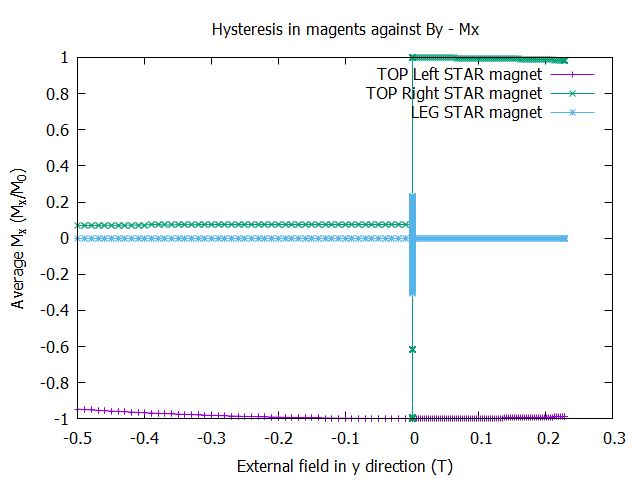 Hysteresis in magents against By - Mx
TOP Left STAR magnet
TOP Right STAR magnet
LEG STAR magnet
Average Mx (Mx/M0)
1
0.8
0.6
0.4
0.2
0
-0.2
-0.4
-0.6
-0.8
-1
-0.5 -0.4 -0.3 -0.2 -0.1 0 0.1 0.2 0.3
External field in y direction (T)